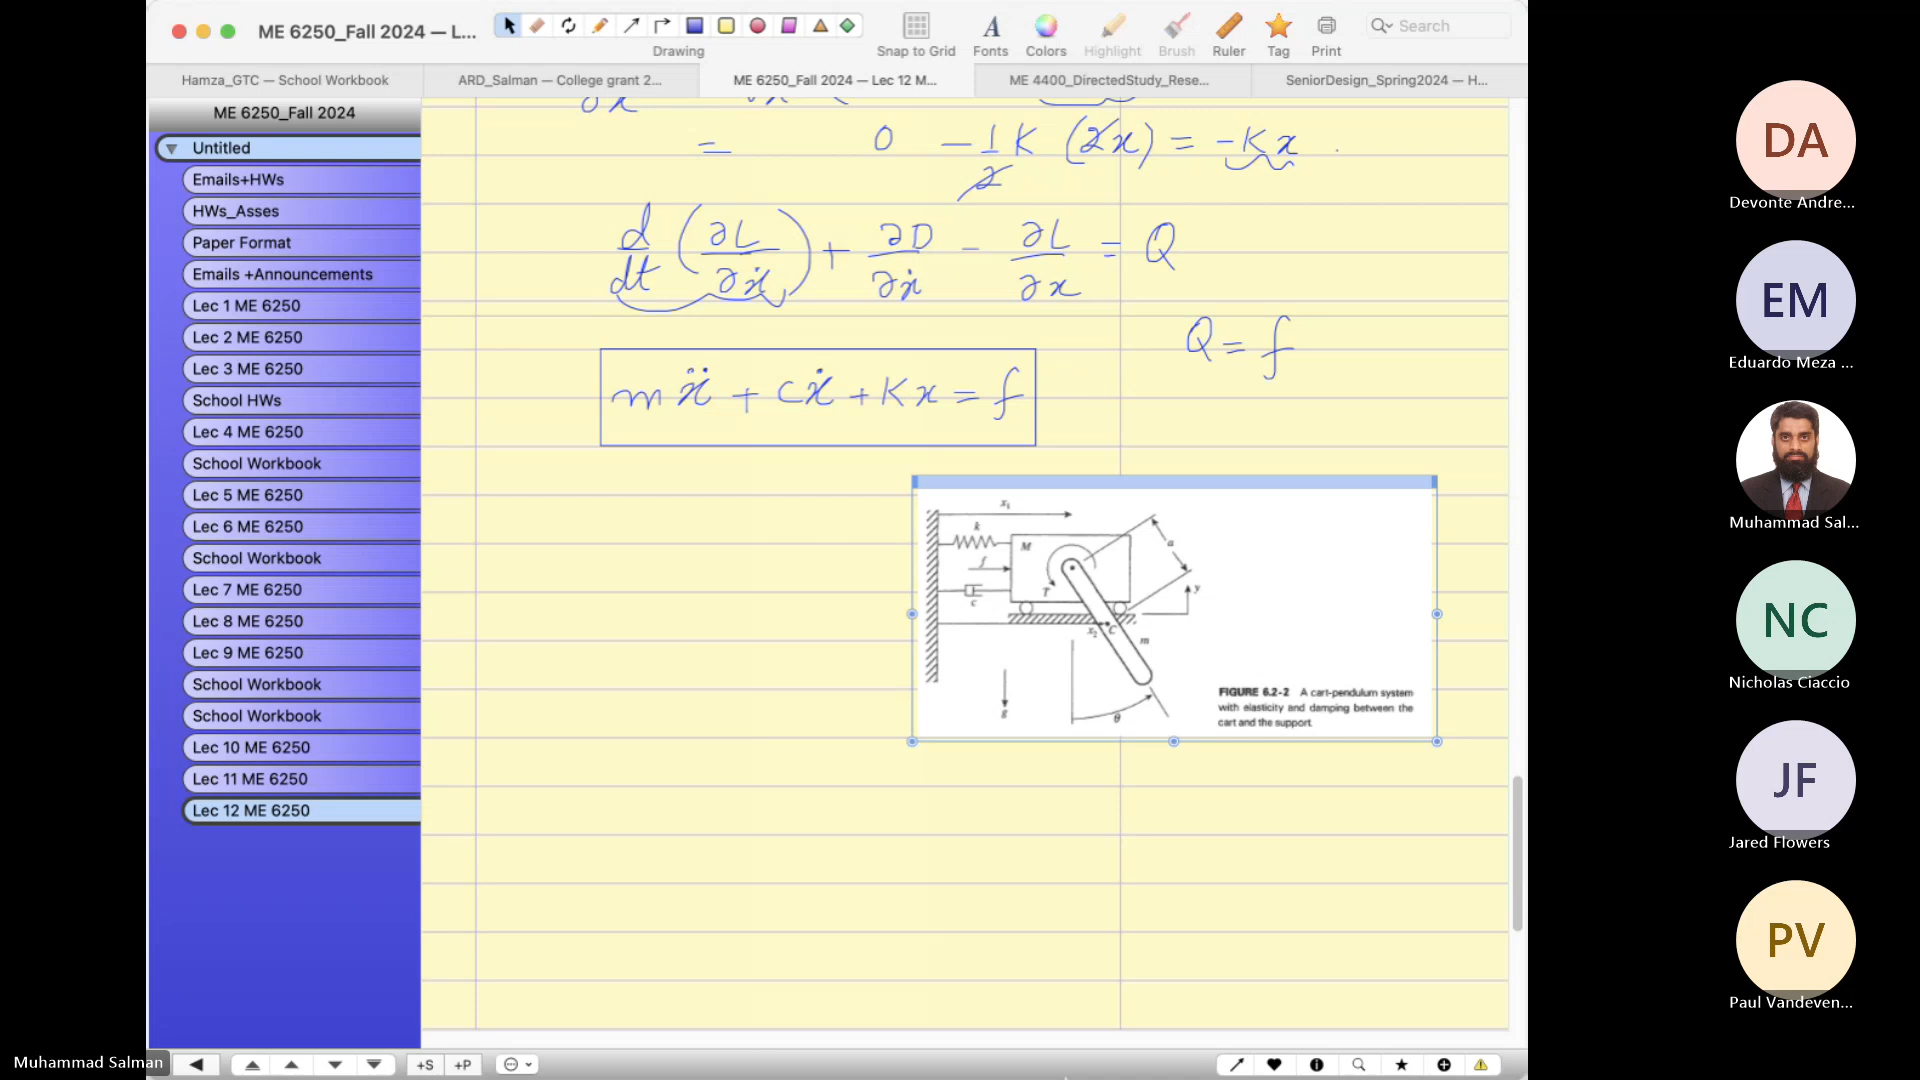 ME 6250_Fall 2024 — L...
Drawing
Snap to Grid
Fonts
Colors
Highlight
Brush
Ruler
Tag
Print
Search
Hamza_GTC — School Workbook
ARD_Salman — College grant 2...
ME 6250_Fall 2024 — Lec 12 M...
ME 4400_DirectedStudy_Rese...
SeniorDesign_Spring2024 — H...
ME 6250_Fall 2024
Untitled
Emails+HWs
HWs_Asses
Paper Format
Emails +Announcements
Lec 1 ME 6250
Lec 2 ME 6250
Lec 3 ME 6250
School HWs
Lec 4 ME 6250
School Workbook
Lec 5 ME 6250
Lec 6 ME 6250
School Workbook
Lec 7 ME 6250
Lec 8 ME 6250
Lec 9 ME 6250
School Workbook
School Workbook
Lec 10 ME 6250
Lec 11 ME 6250
Lec 12 ME 6250
= 0 - 1/2 K (2x) = -Kx
d/dt (∂L/∂ẋ) + ∂D/∂ẋ - ∂L/∂x = Q
Q = f
mẍ + cẋ + Kx = f
x₁
k
M
a
f
T
y
c
x₂ C
m
g
θ
FIGURE 6.2-2 A cart-pendulum system
with elasticity and damping between the
cart and the support.
+S
+P
Muhammad Salman
DA
Devonte Andre...
EM
Eduardo Meza ...
Muhammad Sal...
NC
Nicholas Ciaccio
JF
Jared Flowers
PV
Paul Vandeven...